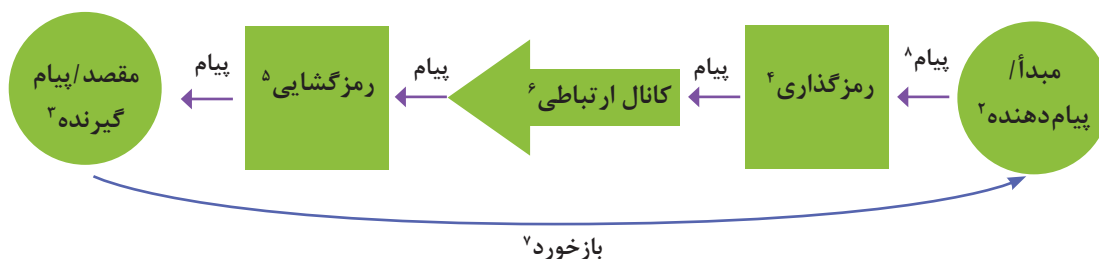 مبدأ/
پیام‌دهنده۲
پیام۸
رمزگذاری۴
پیام
کانال ارتباطی۶
پیام
رمزگشایی۵
پیام
مقصد/پیام
گیرنده۳
بازخورد۷